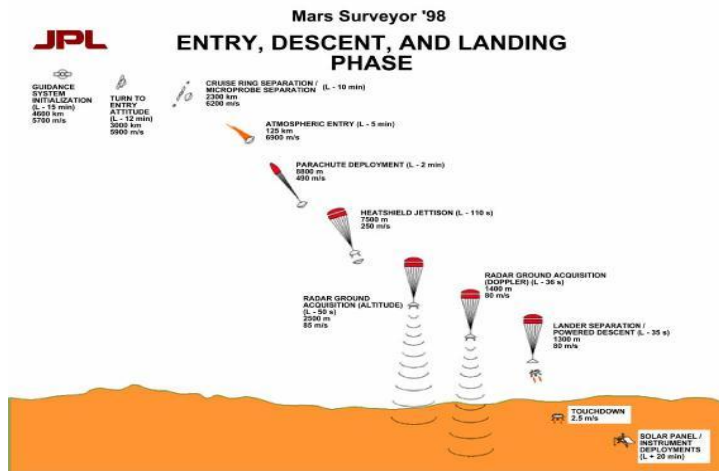 Mars Surveyor '98
JPL
ENTRY, DESCENT, AND LANDING
PHASE
GUIDANCE
SYSTEM
INITIALIZATION
(L - 15 min)
4600 km
5700 m/s
TURN TO
ENTRY
ATTITUDE
(L - 12 min)
3000 km
5900 m/s
CRUISE RING SEPARATION / (L - 10 min)
MICROPROBE SEPARATION
2300 km
6200 m/s
ATMOSPHERIC ENTRY (L - 5 min)
125 km
6900 m/s
PARACHUTE DEPLOYMENT (L - 2 min)
8800 m
490 m/s
HEATSHIELD JETTISON (L - 110 s)
7500 m
250 m/s
RADAR GROUND
ACQUISITION (ALTITUDE)
(L - 50 s)
2500 m
85 m/s
RADAR GROUND ACQUISITION
(DOPPLER) (L - 36 s)
1400 m
80 m/s
LANDER SEPARATION /
POWERED DESCENT (L - 35 s)
1300 m
80 m/s
TOUCHDOWN
2.5 m/s
SOLAR PANEL /
INSTRUMENT
DEPLOYMENTS
(L + 20 min)